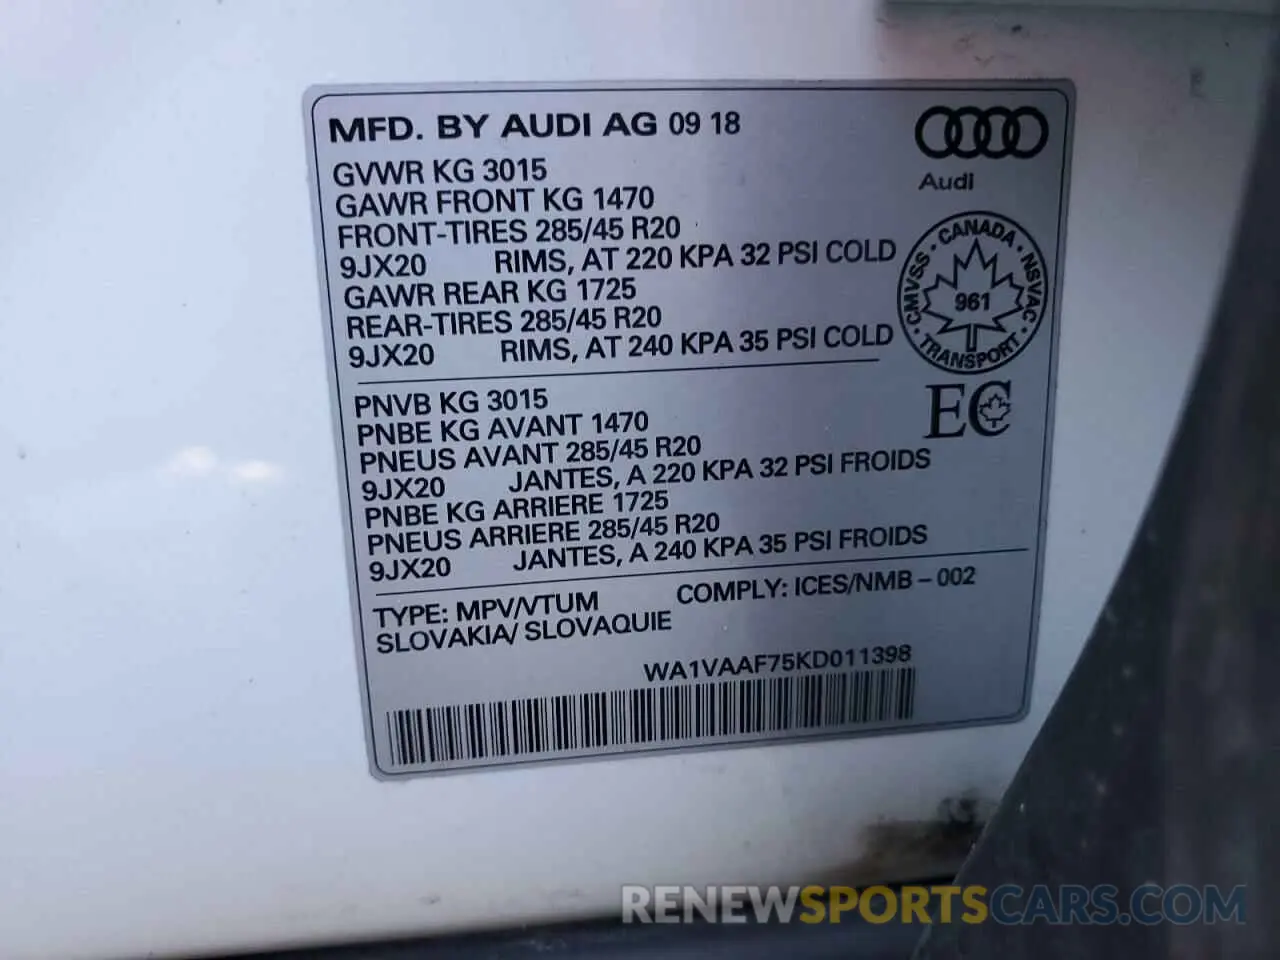 MFD. BY AUDI AG 09 18
GVWR KG 3015
GAWR FRONT KG 1470
FRONT-TIRES 285/45 R20
9JX20 RIMS, AT 220 KPA 32 PSI COLD
GAWR REAR KG 1725
REAR-TIRES 285/45 R20
9JX20 RIMS, AT 240 KPA 35 PSI COLD
Audi
CMVSS • CANADA • NSVAC • TRANSPORT •
961
EC
PNVB KG 3015
PNBE KG AVANT 1470
PNEUS AVANT 285/45 R20
9JX20 JANTES, A 220 KPA 32 PSI FROIDS
PNBE KG ARRIERE 1725
PNEUS ARRIERE 285/45 R20
9JX20 JANTES, A 240 KPA 35 PSI FROIDS
TYPE: MPV/VTUM COMPLY: ICES/NMB – 002
SLOVAKIA/ SLOVAQUIE
WA1VAAF75KD011398
RENEWSPORTSCARS.COM